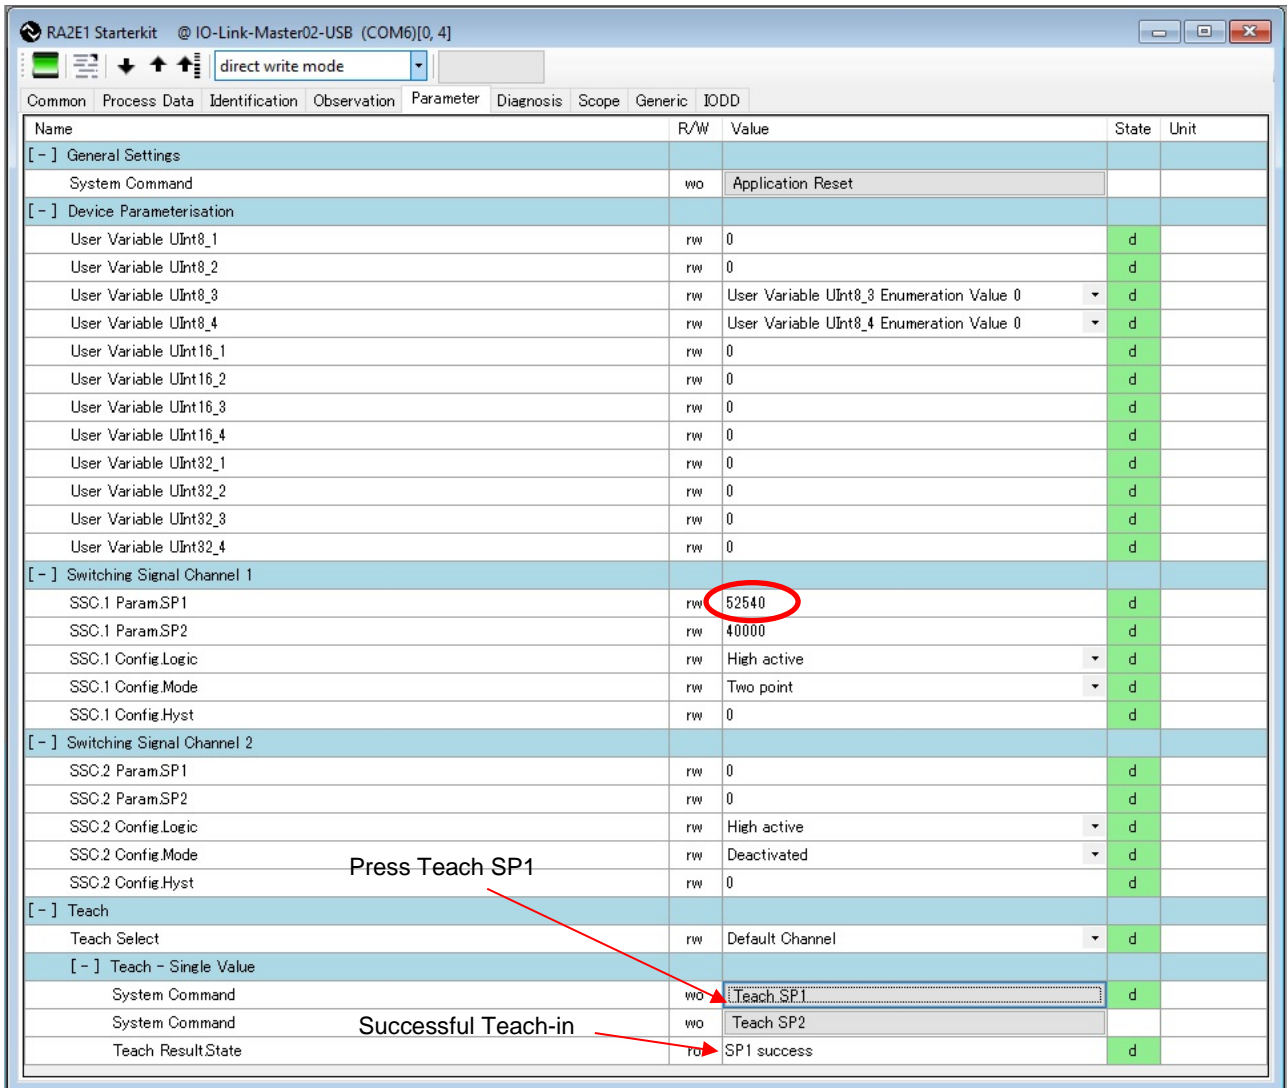 RA2E1 Starterkit @ IO-Link-Master02-USB (COM6)[0, 4]
direct write mode
Common Process Data Identification Observation Parameter Diagnosis Scope Generic IODD
Name R/W Value State Unit
[-] General Settings
System Command wo Application Reset
[-] Device Parameterisation
User Variable UInt8_1 rw 0 d
User Variable UInt8_2 rw 0 d
User Variable UInt8_3 rw User Variable UInt8_3 Enumeration Value 0 d
User Variable UInt8_4 rw User Variable UInt8_4 Enumeration Value 0 d
User Variable UInt16_1 rw 0 d
User Variable UInt16_2 rw 0 d
User Variable UInt16_3 rw 0 d
User Variable UInt16_4 rw 0 d
User Variable UInt32_1 rw 0 d
User Variable UInt32_2 rw 0 d
User Variable UInt32_3 rw 0 d
User Variable UInt32_4 rw 0 d
[-] Switching Signal Channel 1
SSC.1 Param.SP1 rw 52540 d
SSC.1 Param.SP2 rw 40000 d
SSC.1 Config.Logic rw High active d
SSC.1 Config.Mode rw Two point d
SSC.1 Config.Hyst rw 0 d
[-] Switching Signal Channel 2
SSC.2 Param.SP1 rw 0 d
SSC.2 Param.SP2 rw 0 d
SSC.2 Config.Logic rw High active d
SSC.2 Config.Mode rw Deactivated d
Press Teach SP1
SSC.2 Config.Hyst rw 0 d
[-] Teach
Teach Select rw Default Channel d
[-] Teach - Single Value
System Command wo Teach SP1 d
System Command wo Teach SP2
Successful Teach-in
Teach Result.State ro SP1 success d